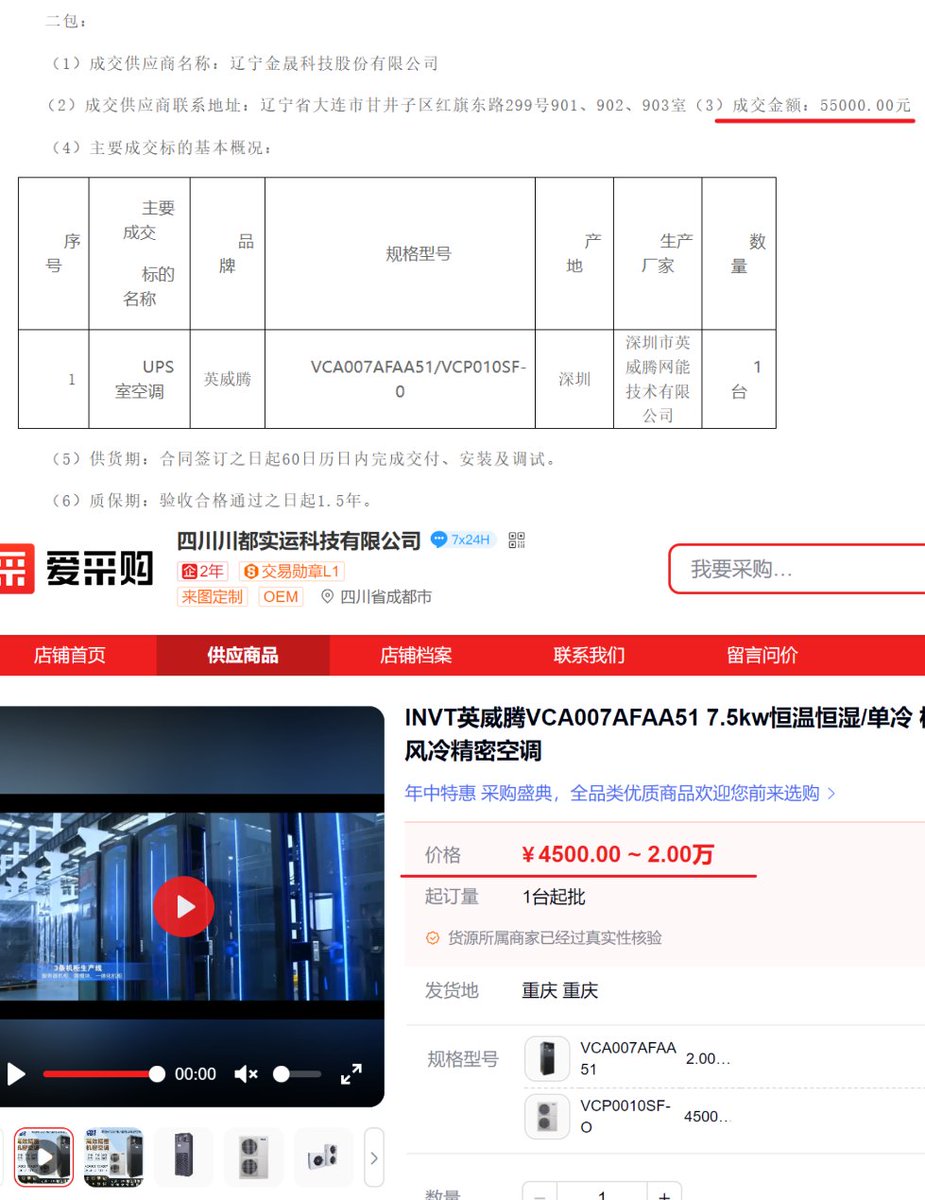 二包：
（1）成交供应商名称：辽宁金晟科技股份有限公司
（2）成交供应商联系地址：辽宁省大连市甘井子区红旗东路299号901、902、903室（3）成交金额：55000.00元
（4）主要成交标的基本概况：
序号
主要成交
标的名称
品牌
规格型号
产地
生产厂家
数量
1
UPS室空调
英威腾
VCA007AFAA51/VCP010SF-0
深圳
深圳市英威腾网能技术有限公司
1台
（5）供货期：合同签订之日起60日历日内完成交付、安装及调试。
（6）质保期：验收合格通过之日起1.5年。
采 爱采购
四川川都实运科技有限公司 7x24H
企2年 交易勋章L1
来图定制 OEM 四川省成都市
我要采购...
店铺首页 供应商品 店铺档案 联系我们 留言问价
INVT英威腾VCA007AFAA51 7.5kw恒温恒湿/单冷
风冷精密空调
年中特惠 采购盛典，全品类优质商品欢迎您前来选购
价格 ¥4500.00 ~ 2.00万
起订量 1台起批
货源所属商家已经过真实性核验
发货地 重庆 重庆
规格型号
VCA007AFAA51 2.00...
VCP0010SF-O 4500...
3条机柜生产线
00:00
数量 − 1 +